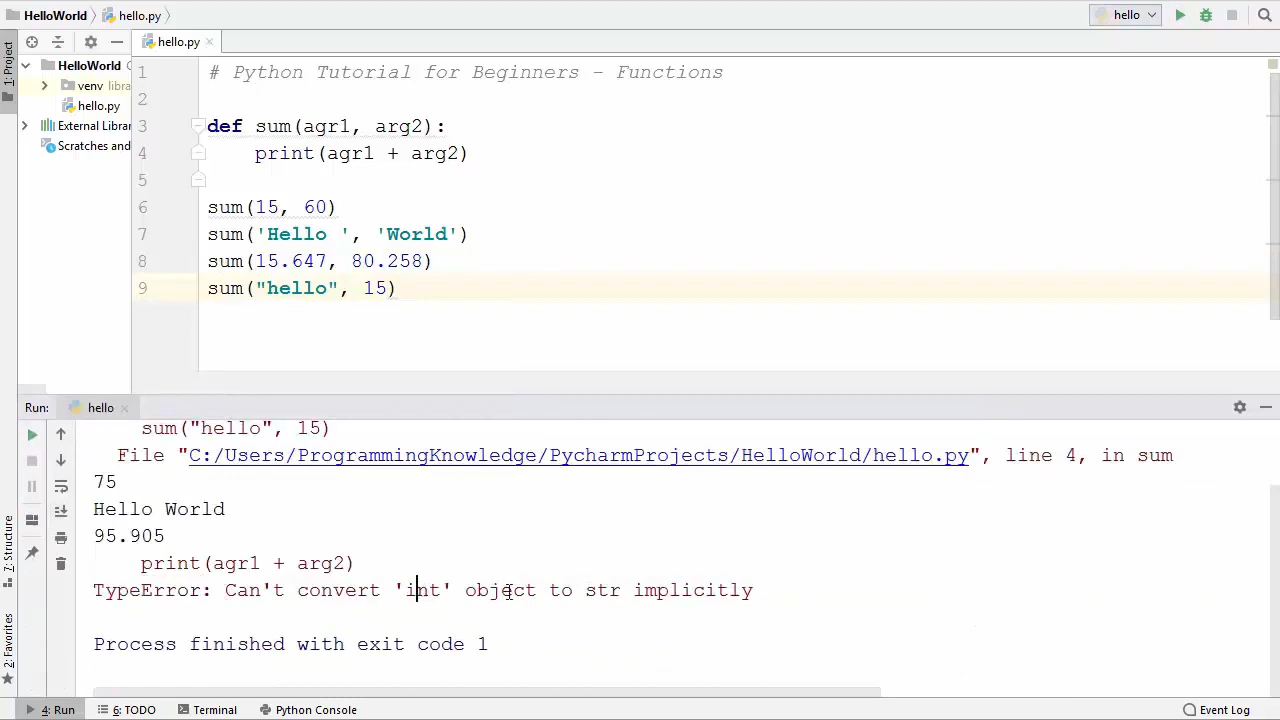 HelloWorld hello.py hello
1: Project
hello.py
HelloWorld
venv libra
hello.py
External Librar
Scratches and
1 # Python Tutorial for Beginners - Functions
2
3 def sum(agr1, arg2):
4 print(agr1 + arg2)
5
6 sum(15, 60)
7 sum('Hello ', 'World')
8 sum(15.647, 80.258)
9 sum("hello", 15)
Run: hello
sum("hello", 15)
File "C:/Users/ProgrammingKnowledge/PycharmProjects/HelloWorld/hello.py", line 4, in sum
75
Hello World
95.905
print(agr1 + arg2)
TypeError: Can't convert 'int' object to str implicitly
Process finished with exit code 1
7: Structure
2: Favorites
4: Run 6: TODO Terminal Python Console Event Log